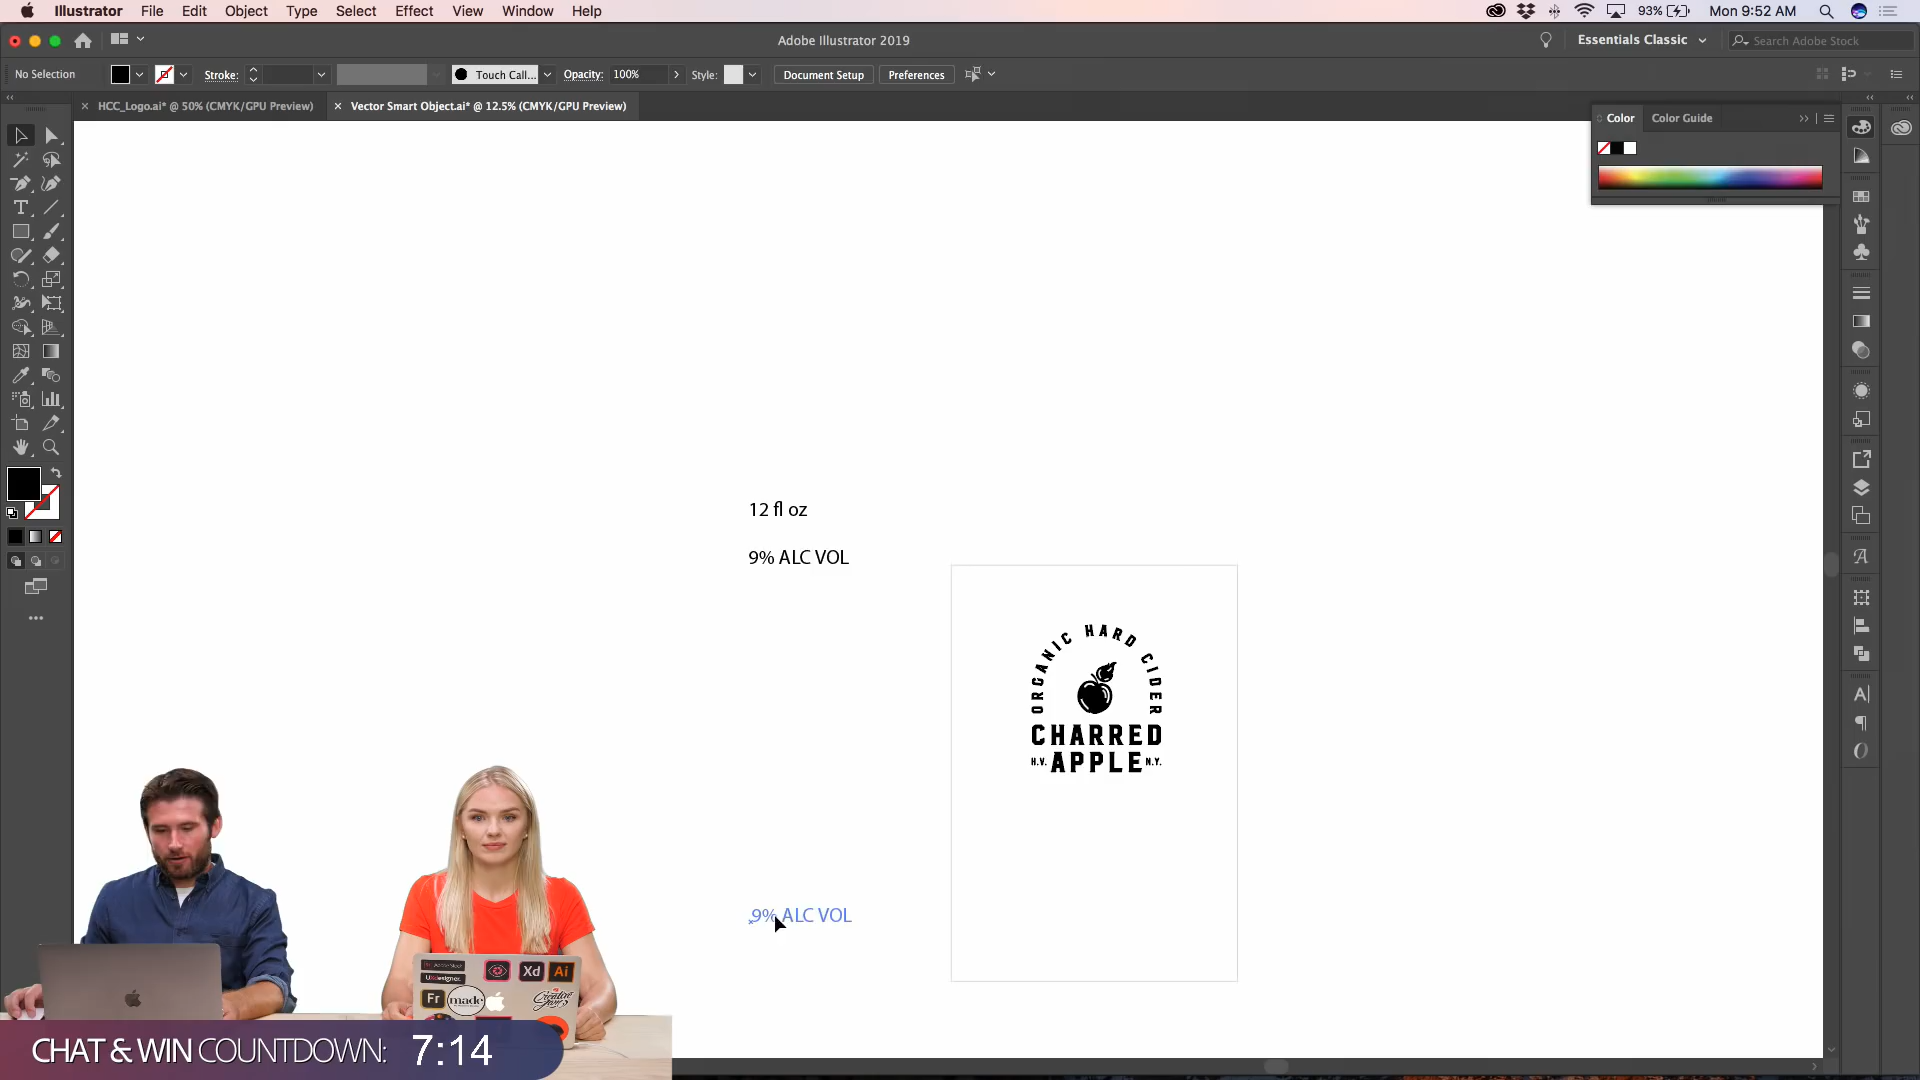 Illustrator File Edit Object Type Select Effect View Window Help
93% Mon 9:52 AM
Adobe Illustrator 2019
Essentials Classic
Search Adobe Stock
No Selection
Stroke:
Touch Call...
Opacity: 100%
Style:
Document Setup
Preferences
× HCC_Logo.ai* @ 50% (CMYK/GPU Preview)
× Vector Smart Object.ai* @ 12.5% (CMYK/GPU Preview)
Color
Color Guide
12 fl oz
9% ALC VOL
ORGANIC HARD CIDER
CHARRED
H.V. APPLE N.Y.
9% ALC VOL
Xd
Ai
Fr
made
Creative Jam
CHAT & WIN COUNTDOWN: 7:14